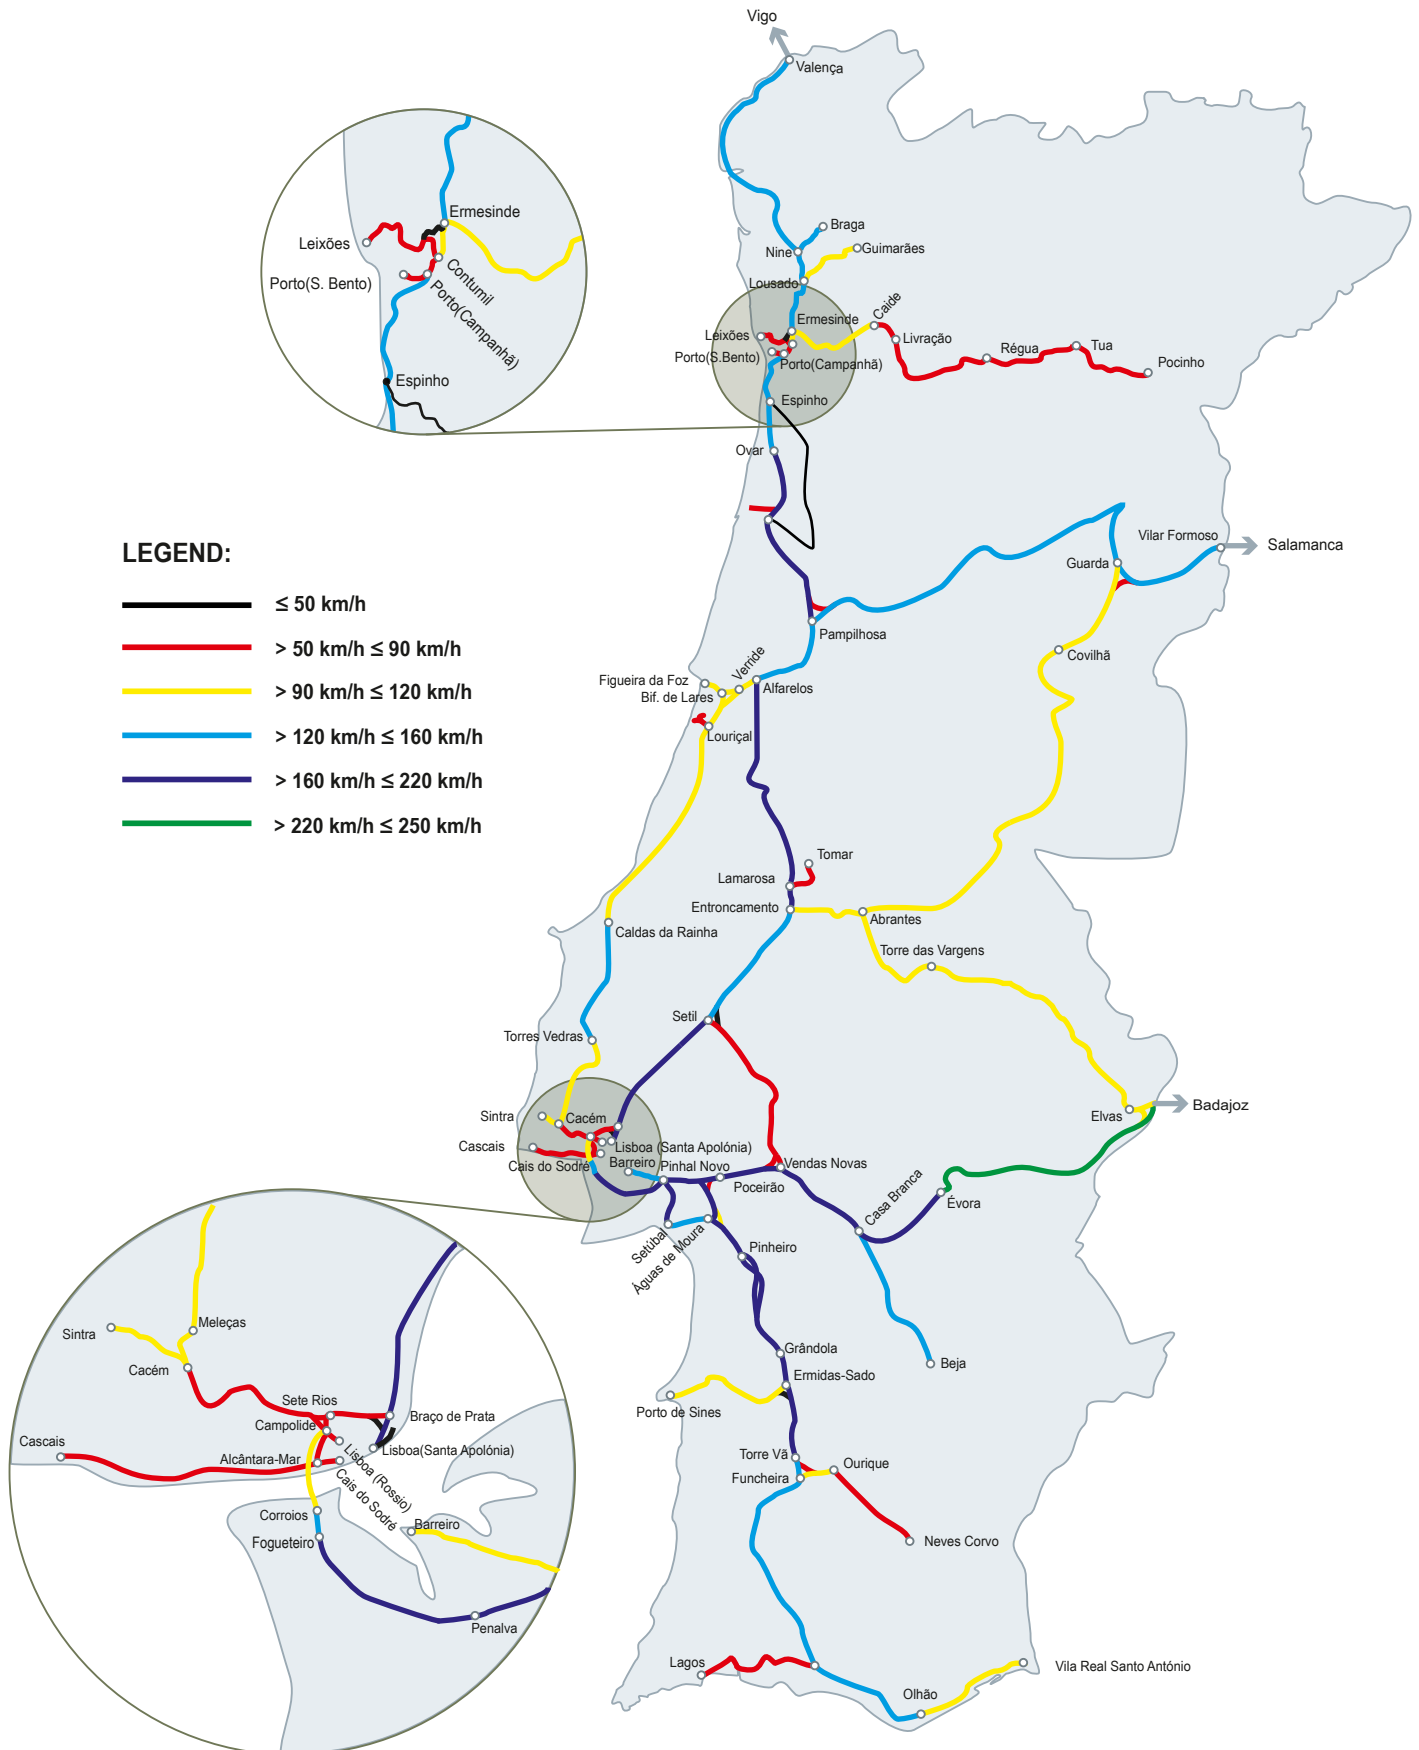 Vigo
Valença
Braga
Nine
Guimarães
Lousado
Ermesinde
Caide
Leixões
Livração
Porto(S.Bento)
Porto(Campanhã)
Régua
Tua
Pocinho
Espinho
Ovar
Ermesinde
Leixões
Contumil
Porto(S. Bento)
Porto(Campanhã)
Espinho
LEGEND:
≤ 50 km/h
> 50 km/h ≤ 90 km/h
> 90 km/h ≤ 120 km/h
> 120 km/h ≤ 160 km/h
> 160 km/h ≤ 220 km/h
> 220 km/h ≤ 250 km/h
Vilar Formoso
Salamanca
Guarda
Pampilhosa
Covilhã
Verride
Figueira da Foz
Bif. de Lares
Alfarelos
Louriçal
Tomar
Lamarosa
Entroncamento
Abrantes
Caldas da Rainha
Torre das Vargens
Setil
Torres Vedras
Sintra
Cacém
Elvas
Badajoz
Cascais
Lisboa (Santa Apolónia)
Cais do Sodré
Barreiro
Pinhal Novo
Vendas Novas
Poceirão
Casa Branca
Évora
Setúbal
Àguas de Moura
Pinheiro
Grândola
Beja
Ermidas-Sado
Porto de Sines
Torre Vã
Ourique
Funcheira
Neves Corvo
Lagos
Olhão
Vila Real Santo António
Meleças
Sintra
Cacém
Sete Rios
Braço de Prata
Campolide
Cascais
Alcântara-Mar
Lisboa(Santa Apolónia)
Lisboa (Rossio)
Cais do Sodré
Corroios
Barreiro
Fogueteiro
Penalva